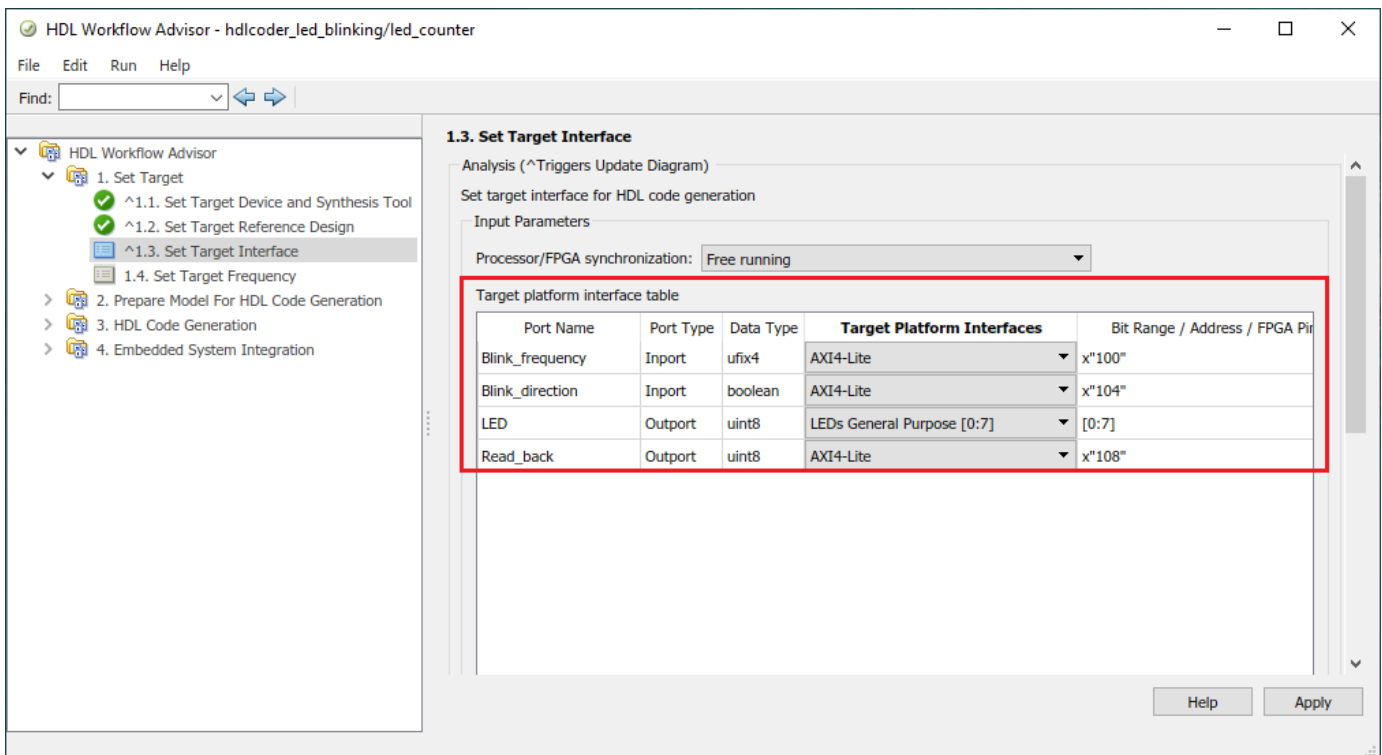 HDL Workflow Advisor - hdlcoder_led_blinking/led_counter
File Edit Run Help
Find:
HDL Workflow Advisor
1. Set Target
^1.1. Set Target Device and Synthesis Tool
^1.2. Set Target Reference Design
^1.3. Set Target Interface
1.4. Set Target Frequency
2. Prepare Model For HDL Code Generation
3. HDL Code Generation
4. Embedded System Integration
1.3. Set Target Interface
Analysis (^Triggers Update Diagram)
Set target interface for HDL code generation
Input Parameters
Processor/FPGA synchronization: Free running
Target platform interface table
Port Name Port Type Data Type Target Platform Interfaces Bit Range / Address / FPGA Pir
Blink_frequency Inport ufix4 AXI4-Lite x"100"
Blink_direction Inport boolean AXI4-Lite x"104"
LED Outport uint8 LEDs General Purpose [0:7] [0:7]
Read_back Outport uint8 AXI4-Lite x"108"
Help Apply